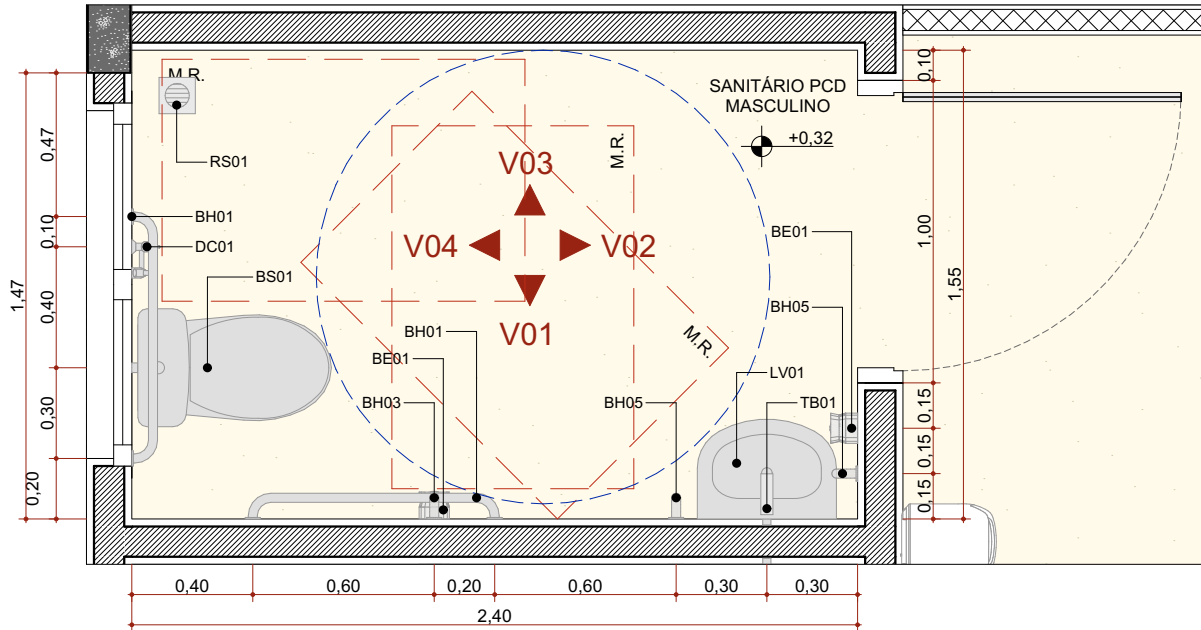 M.R.
RS01
BH01
DC01
BS01
BH01
BE01
BH03
V03
V04
V02
V01
M.R.
M.R.
SANITÁRIO PCD
MASCULINO
+0,32
BE01
BH05
BH05
LV01
TB01
1,47
0,47
0,10
0,40
0,30
0,20
0,10
1,00
1,55
0,15
0,15
0,15
0,40
0,60
0,20
0,60
0,30
0,30
2,40